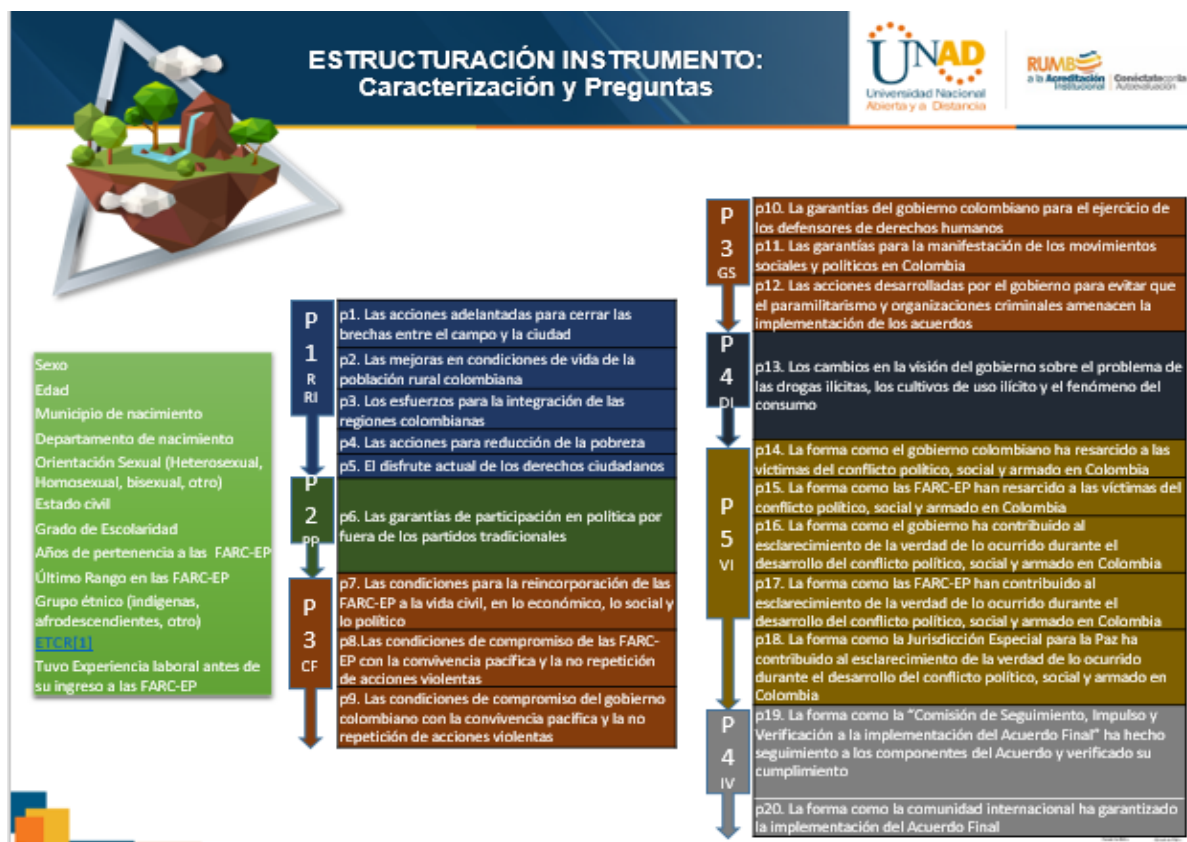 ESTRUCTURACIÓN INSTRUMENTO:
Caracterización y Preguntas
UNAD
Universidad Nacional
Abierta y a Distancia
RUMBO
a la Acreditación
Institucional
Conéctate con la
Autoevaluación
Sexo
Edad
Municipio de nacimiento
Departamento de nacimiento
Orientación Sexual (Heterosexual,
Homosexual, bisexual, otro)
Estado civil
Grado de Escolaridad
Años de pertenencia a las FARC-EP
Último Rango en las FARC-EP
Grupo étnico (indígenas,
afrodescendientes, otro)
ETCR[1]
Tuvo Experiencia laboral antes de
su ingreso a las FARC-EP
P
1
R
RI
p1. Las acciones adelantadas para cerrar las
brechas entre el campo y la ciudad
p2. Las mejoras en condiciones de vida de la
población rural colombiana
p3. Los esfuerzos para la integración de las
regiones colombianas
p4. Las acciones para reducción de la pobreza
p5. El disfrute actual de los derechos ciudadanos
P
2
PP
p6. Las garantías de participación en política por
fuera de los partidos tradicionales
P
3
CF
p7. Las condiciones para la reincorporación de las
FARC-EP a la vida civil, en lo económico, lo social y
lo político
p8.Las condiciones de compromiso de las FARC-
EP con la convivencia pacífica y la no repetición
de acciones violentas
p9. Las condiciones de compromiso del gobierno
colombiano con la convivencia pacífica y la no
repetición de acciones violentas
P
3
GS
p10. La garantías del gobierno colombiano para el ejercicio de
los defensores de derechos humanos
p11. Las garantías para la manifestación de los movimientos
sociales y políticos en Colombia
p12. Las acciones desarrolladas por el gobierno para evitar que
el paramilitarismo y organizaciones criminales amenacen la
implementación de los acuerdos
P
4
DI
p13. Los cambios en la visión del gobierno sobre el problema de
las drogas ilícitas, los cultivos de uso ilícito y el fenómeno del
consumo
P
5
VI
p14. La forma como el gobierno colombiano ha resarcido a las
víctimas del conflicto político, social y armado en Colombia
p15. La forma como las FARC-EP han resarcido a las víctimas del
conflicto político, social y armado en Colombia
p16. La forma como el gobierno ha contribuido al
esclarecimiento de la verdad de lo ocurrido durante el
desarrollo del conflicto político, social y armado en Colombia
p17. La forma como las FARC-EP han contribuido al
esclarecimiento de la verdad de lo ocurrido durante el
desarrollo del conflicto político, social y armado en Colombia
p18. La forma como la Jurisdicción Especial para la Paz ha
contribuido al esclarecimiento de la verdad de lo ocurrido
durante el desarrollo del conflicto político, social y armado en
Colombia
P
4
IV
p19. La forma como la "Comisión de Seguimiento, Impulso y
Verificación a la implementación del Acuerdo Final" ha hecho
seguimiento a los componentes del Acuerdo y verificado su
cumplimiento
p20. La forma como la comunidad internacional ha garantizado
la implementación del Acuerdo Final